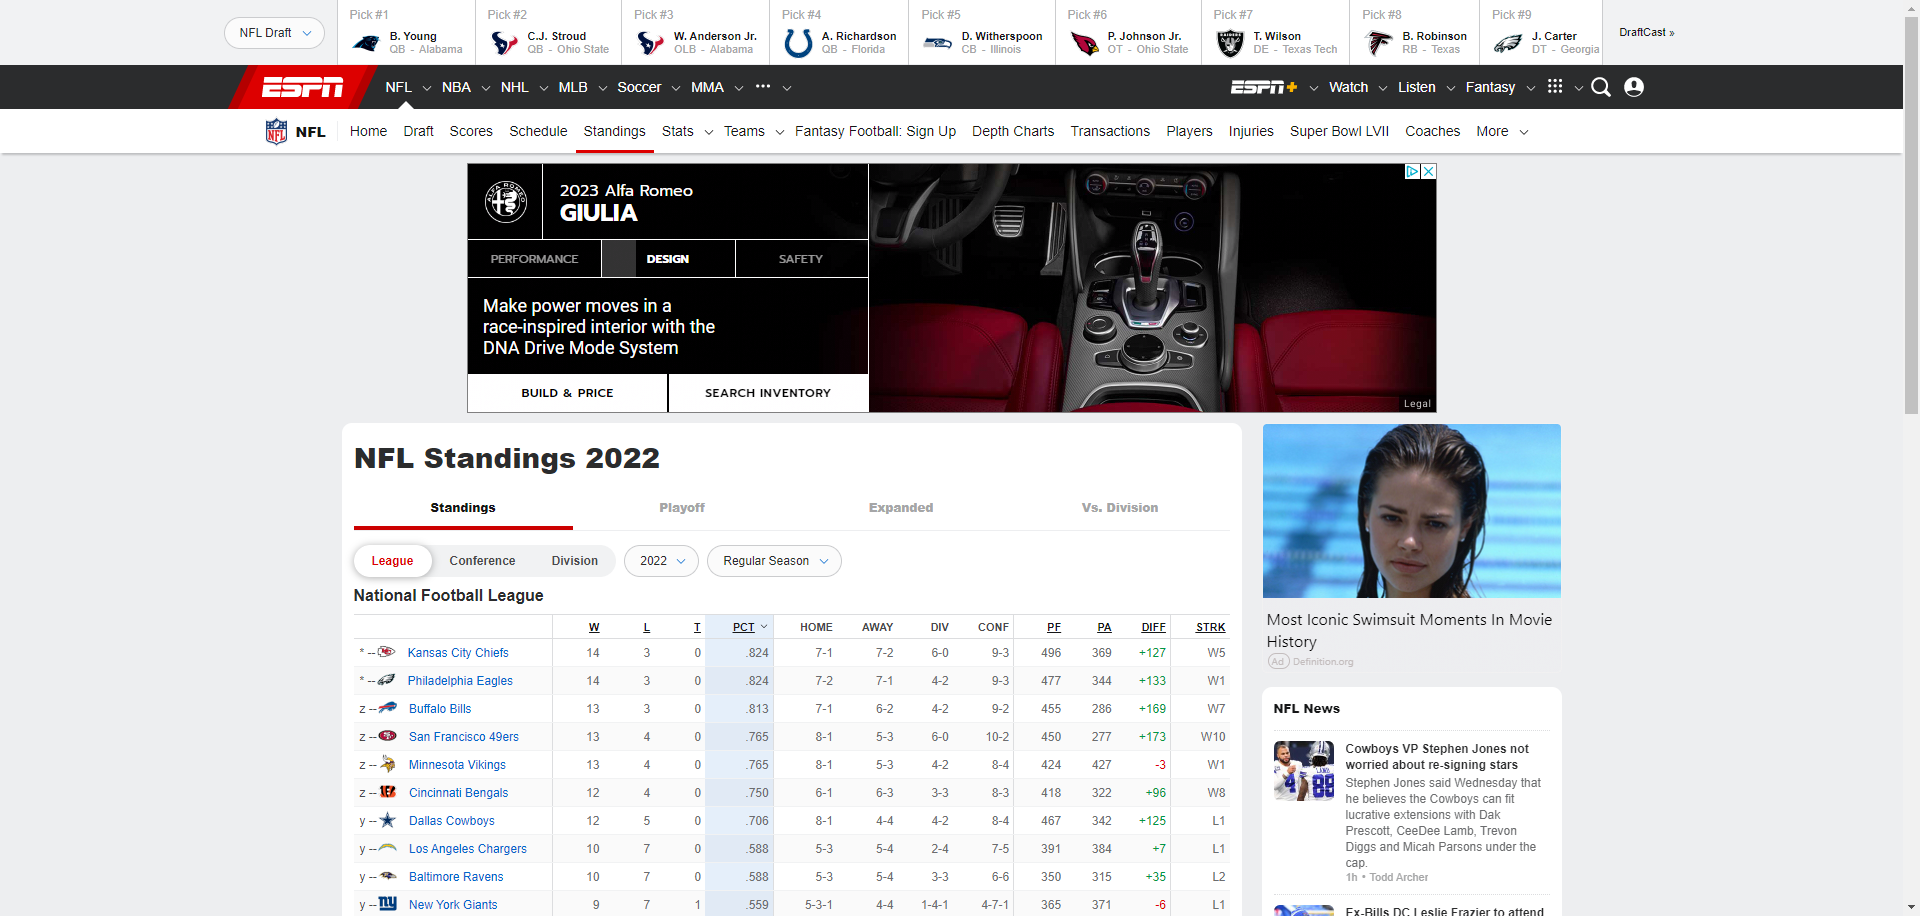 NFL Draft
Pick #1
B. Young
QB - Alabama
Pick #2
C.J. Stroud
QB - Ohio State
Pick #3
W. Anderson Jr.
OLB - Alabama
Pick #4
A. Richardson
QB - Florida
Pick #5
D. Witherspoon
CB - Illinois
Pick #6
P. Johnson Jr.
OT - Ohio State
Pick #7
T. Wilson
DE - Texas Tech
Pick #8
B. Robinson
RB - Texas
Pick #9
J. Carter
DT - Georgia
DraftCast »
ESPN NFL NBA NHL MLB Soccer MMA ••• ESPN+ Watch Listen Fantasy
NFL NFL Home Draft Scores Schedule Standings Stats Teams Fantasy Football: Sign Up Depth Charts Transactions Players Injuries Super Bowl LVII Coaches More
ALFA ROMEO
2023 Alfa Romeo
GIULIA
PERFORMANCE DESIGN SAFETY
Make power moves in a
race-inspired interior with the
DNA Drive Mode System
BUILD & PRICE SEARCH INVENTORY
Legal
NFL Standings 2022
Standings Playoff Expanded Vs. Division
League Conference Division 2022 Regular Season
National Football League
W L T PCT HOME AWAY DIV CONF PF PA DIFF STRK
* -- Kansas City Chiefs 14 3 0 .824 7-1 7-2 6-0 9-3 496 369 +127 W5
* -- Philadelphia Eagles 14 3 0 .824 7-2 7-1 4-2 9-3 477 344 +133 W1
z -- Buffalo Bills 13 3 0 .813 7-1 6-2 4-2 9-2 455 286 +169 W7
z -- San Francisco 49ers 13 4 0 .765 8-1 5-3 6-0 10-2 450 277 +173 W10
z -- Minnesota Vikings 13 4 0 .765 8-1 5-3 4-2 8-4 424 427 -3 W1
z -- Cincinnati Bengals 12 4 0 .750 6-1 6-3 3-3 8-3 418 322 +96 W8
y -- Dallas Cowboys 12 5 0 .706 8-1 4-4 4-2 8-4 467 342 +125 L1
y -- Los Angeles Chargers 10 7 0 .588 5-3 5-4 2-4 7-5 391 384 +7 L1
y -- Baltimore Ravens 10 7 0 .588 5-3 5-4 3-3 6-6 350 315 +35 L2
y -- ny New York Giants 9 7 1 .559 5-3-1 4-4 1-4-1 4-7-1 365 371 -6 L1
Most Iconic Swimsuit Moments In Movie
History
Ad Definition.org
NFL News
Cowboys VP Stephen Jones not
worried about re-signing stars
Stephen Jones said Wednesday that
he believes the Cowboys can fit
lucrative extensions with Dak
Prescott, CeeDee Lamb, Trevon
Diggs and Micah Parsons under the
cap.
1h • Todd Archer
Ex-Bills DC Leslie Frazier to attend